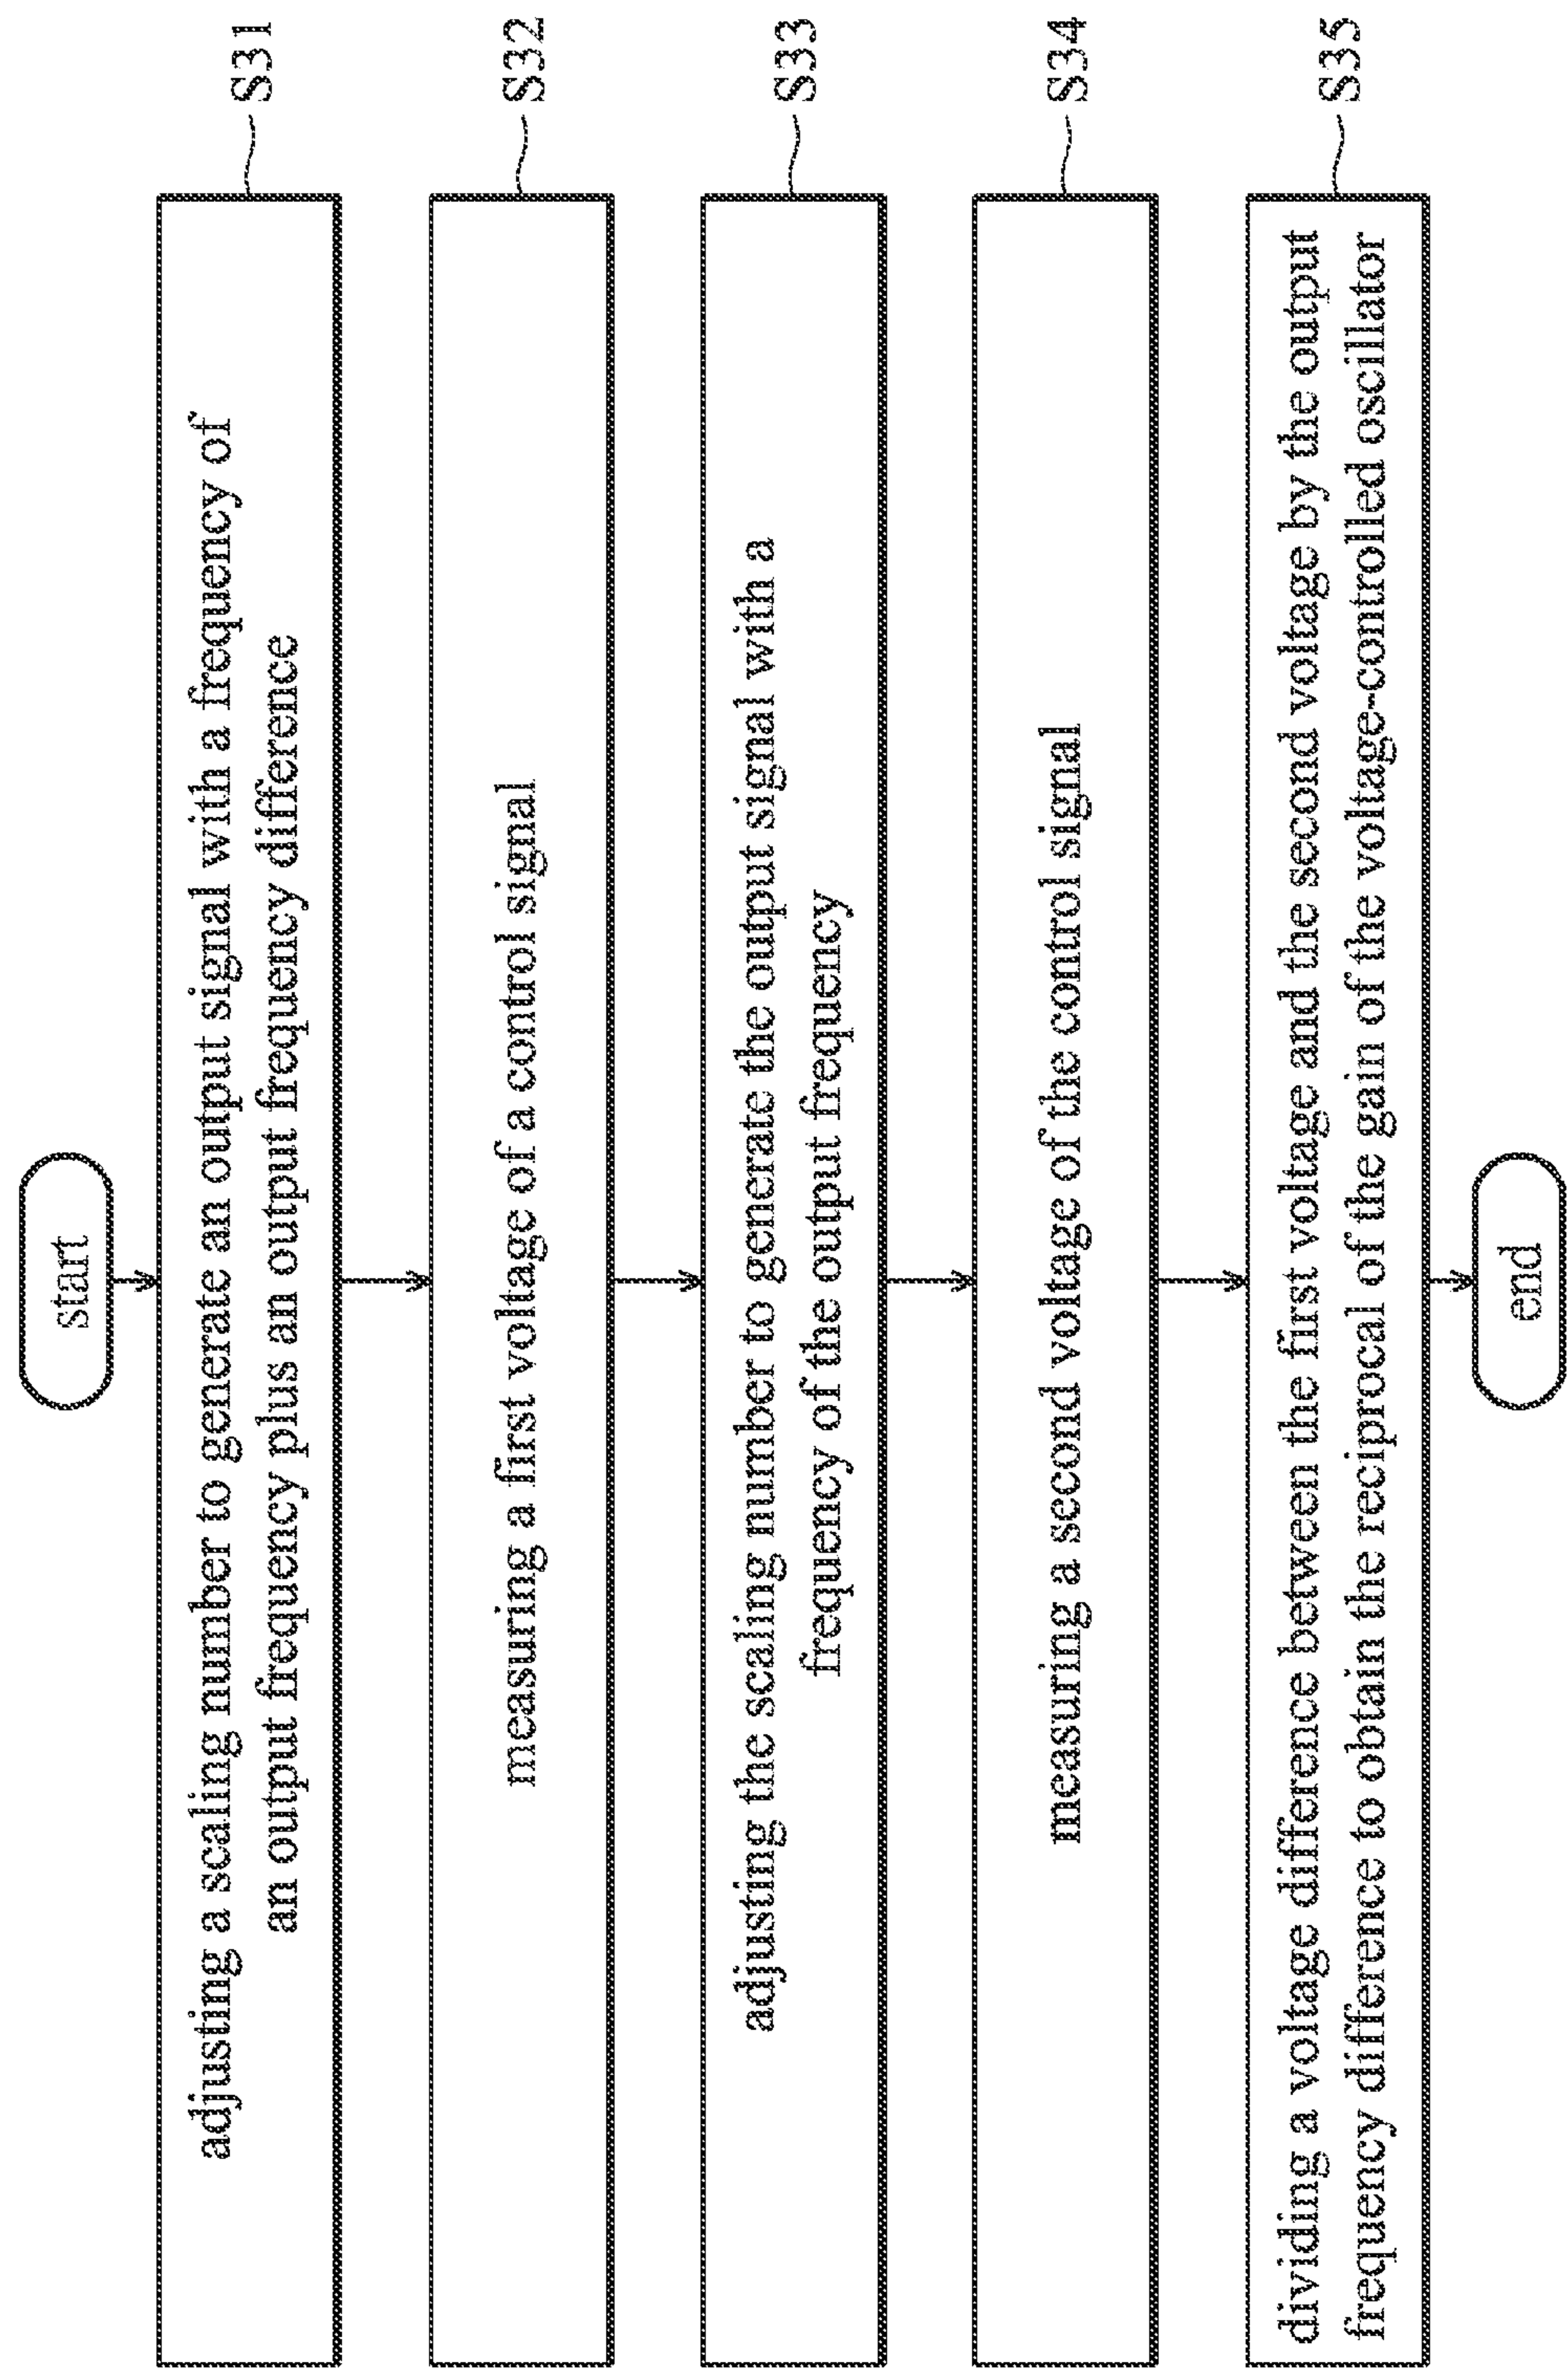 start
adjusting a scaling number to generate an output signal with a frequency of
an output frequency plus an output frequency difference
S31
measuring a first voltage of a control signal
S32
adjusting the scaling number to generate the output signal with a
frequency of the output frequency
S33
measuring a second voltage of the control signal
S34
dividing a voltage difference between the first voltage and the second voltage by the output
frequency difference to obtain the reciprocal of the gain of the voltage-controlled oscillator
S35
end